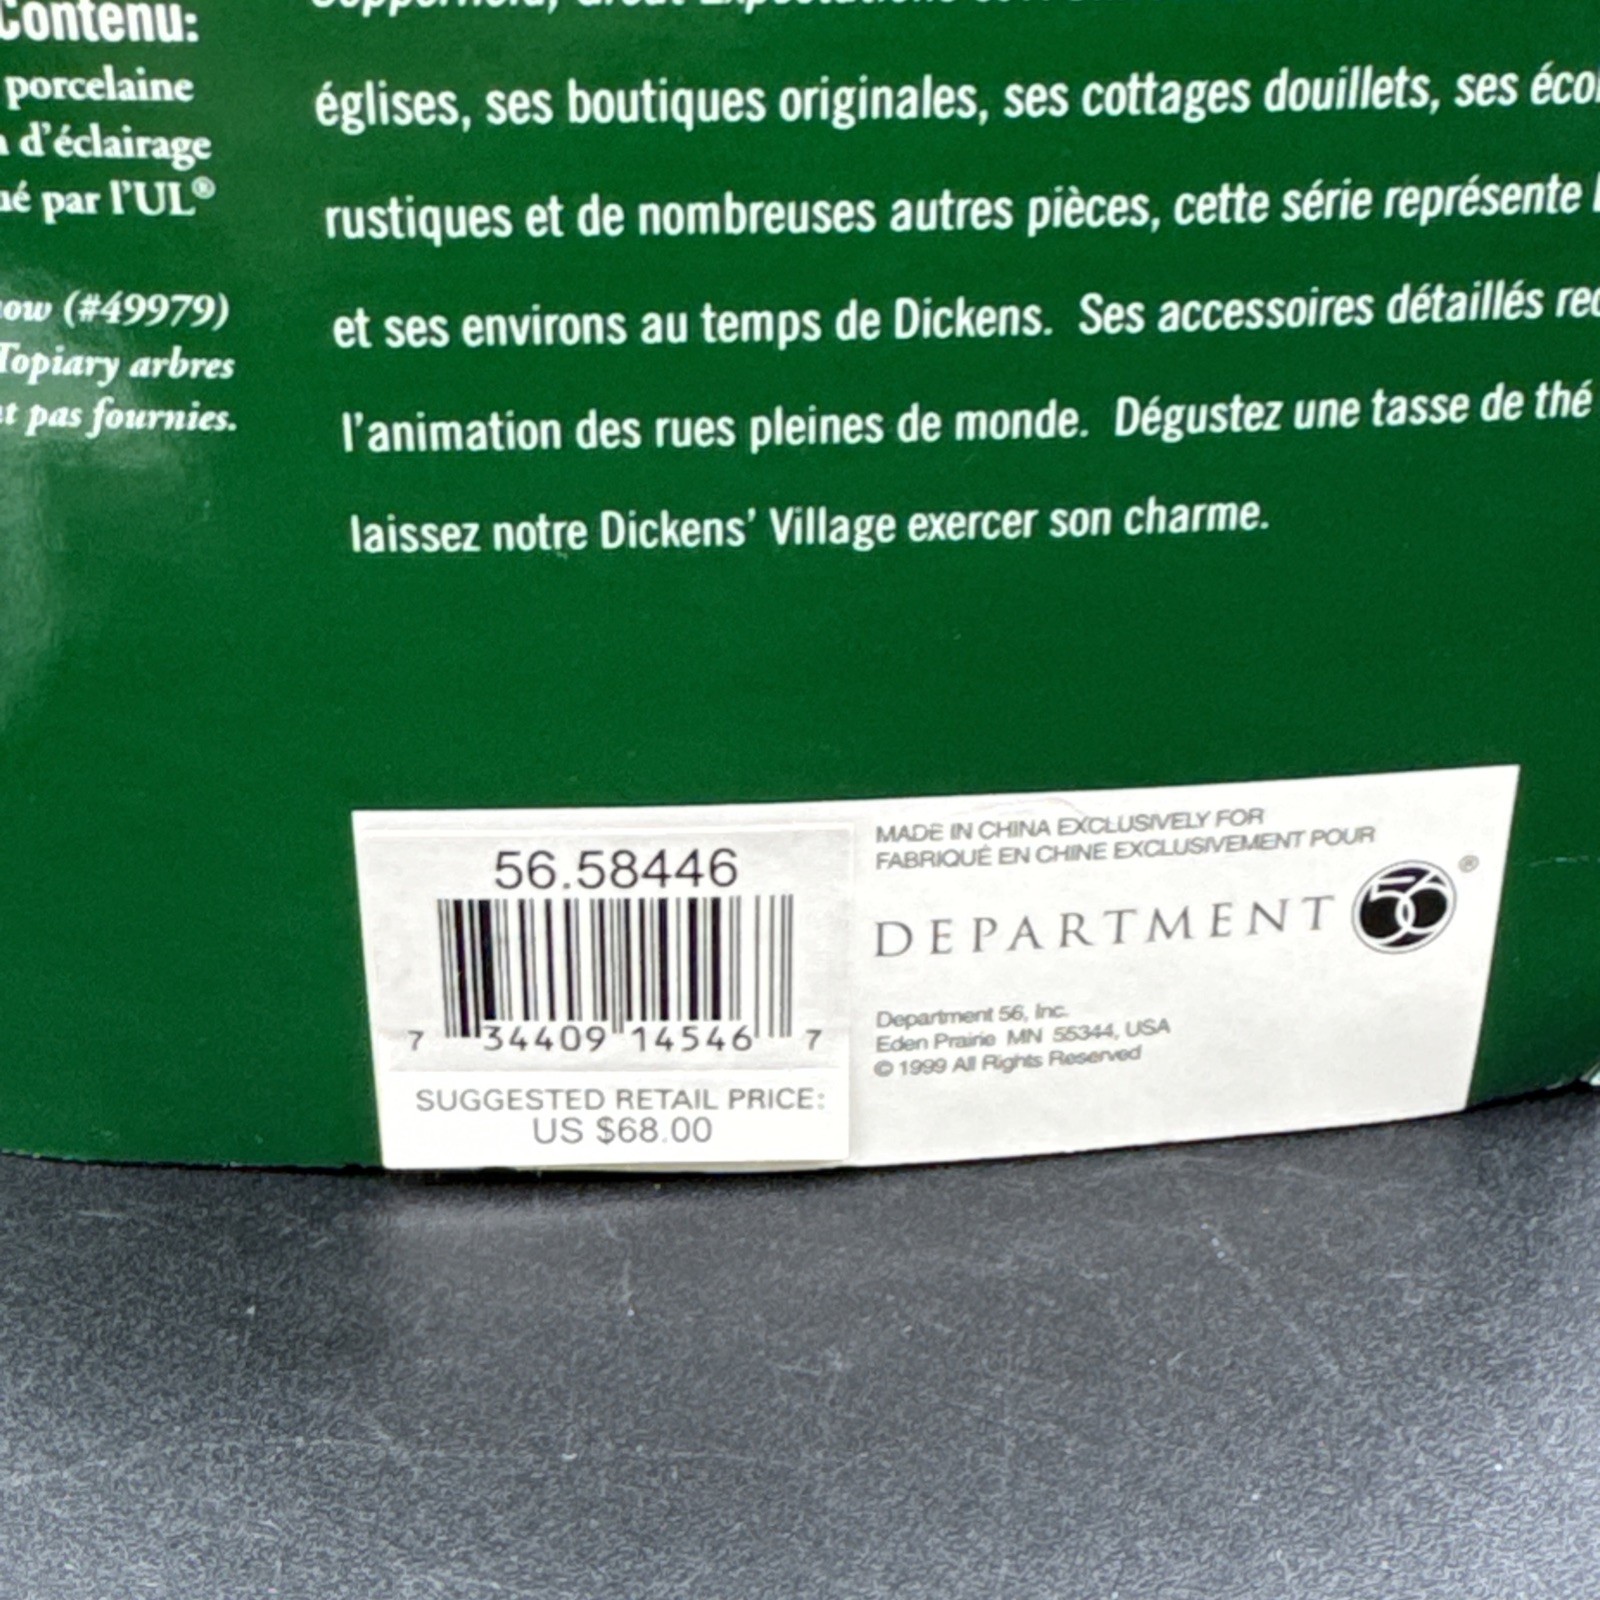 Contenu:
porcelaine
d'éclairage
par l'UL®
(#49979)
Topiary arbres
pas fournies.
églises, ses boutiques originales, ses cottages douillets, ses
rustiques et de nombreuses autres pièces, cette série représente
et ses environs au temps de Dickens. Ses accessoires détaillés
l'animation des rues pleines de monde. Dégustez une tasse de thé
laissez notre Dickens' Village exercer son charme.
56.58446
7 34409 14546 7
SUGGESTED RETAIL PRICE:
US $68.00
MADE IN CHINA EXCLUSIVELY FOR
FABRIQUÉ EN CHINE EXCLUSIVEMENT POUR
DEPARTMENT 56 ®
Department 56, Inc.
Eden Prairie MN 55344, USA
© 1999 All Rights Reserved